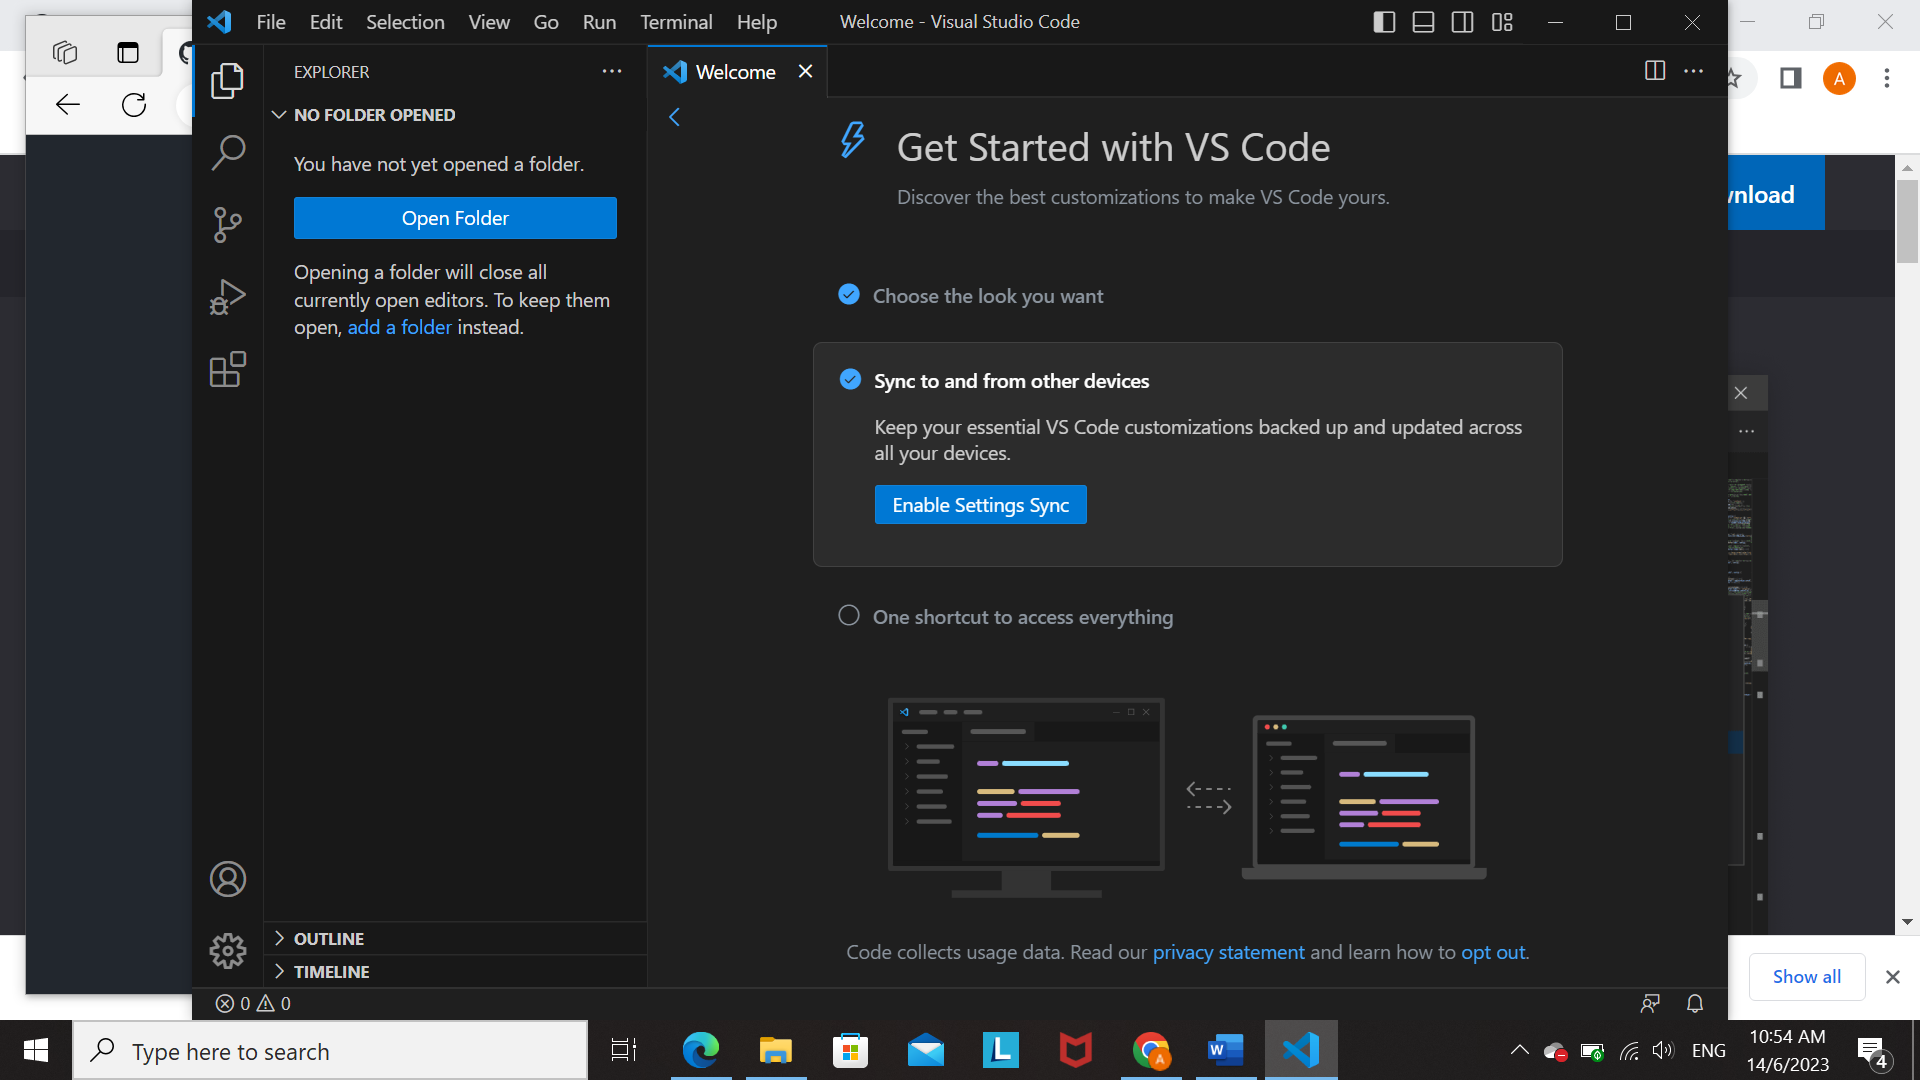 File Edit Selection View Go Run Terminal Help
Welcome - Visual Studio Code
EXPLORER
Welcome
NO FOLDER OPENED
You have not yet opened a folder.
Open Folder
Opening a folder will close all
currently open editors. To keep them
open, add a folder instead.
Get Started with VS Code
Discover the best customizations to make VS Code yours.
Choose the look you want
Sync to and from other devices
Keep your essential VS Code customizations backed up and updated across
all your devices.
Enable Settings Sync
One shortcut to access everything
Code collects usage data. Read our privacy statement and learn how to opt out.
OUTLINE
TIMELINE
0 0
A
wnload
Show all
Type here to search
L
A
W
ENG
10:54 AM
14/6/2023
4